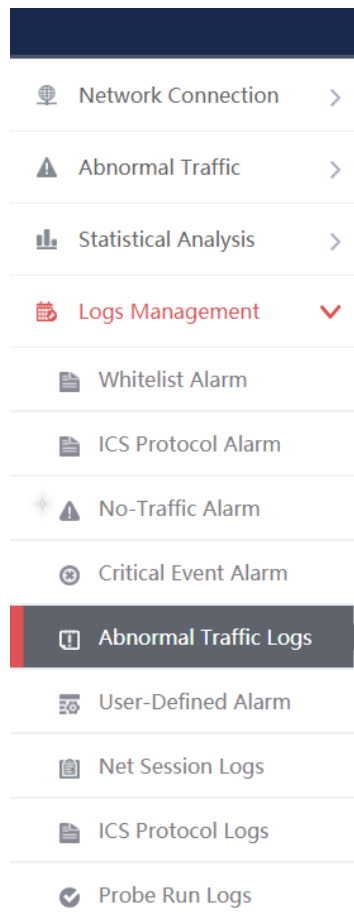 Network Connection
Abnormal Traffic
Statistical Analysis
Logs Management
Whitelist Alarm
ICS Protocol Alarm
No-Traffic Alarm
Critical Event Alarm
Abnormal Traffic Logs
User-Defined Alarm
Net Session Logs
ICS Protocol Logs
Probe Run Logs